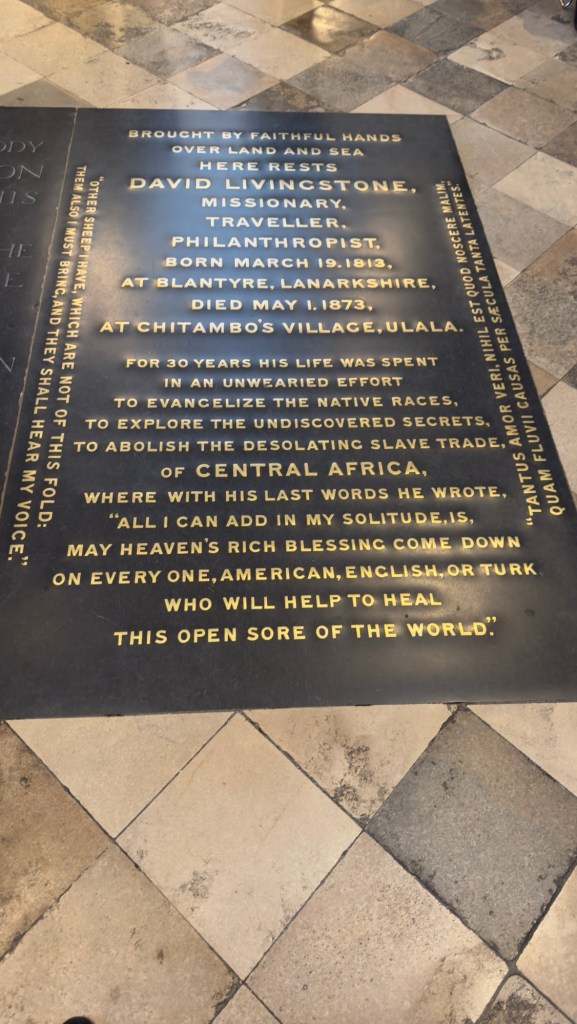 BROUGHT BY FAITHFUL HANDS
OVER LAND AND SEA
HERE RESTS
DAVID LIVINGSTONE,
MISSIONARY,
TRAVELLER,
PHILANTHROPIST,
BORN MARCH 19.1813,
AT BLANTYRE, LANARKSHIRE,
DIED MAY 1.1873,
AT CHITAMBO'S VILLAGE, ULALA.
FOR 30 YEARS HIS LIFE WAS SPENT
IN AN UNWEARIED EFFORT
TO EVANGELIZE THE NATIVE RACES,
TO EXPLORE THE UNDISCOVERED SECRETS,
TO ABOLISH THE DESOLATING SLAVE TRADE,
OF CENTRAL AFRICA,
WHERE WITH HIS LAST WORDS HE WROTE,
"ALL I CAN ADD IN MY SOLITUDE, IS,
MAY HEAVEN'S RICH BLESSING COME DOWN
ON EVERY ONE, AMERICAN, ENGLISH, OR TURK
WHO WILL HELP TO HEAL
THIS OPEN SORE OF THE WORLD."
"OTHER SHEEP I HAVE, WHICH ARE NOT OF THIS FOLD:
THEM ALSO I MUST BRING, AND THEY SHALL HEAR MY VOICE."
"TANTUS AMOR VERI, NIHIL EST QUOD NOSCERE MALIM,
QUAM FLUVII CAUSAS PER SÆCULA TANTA LATENTES."